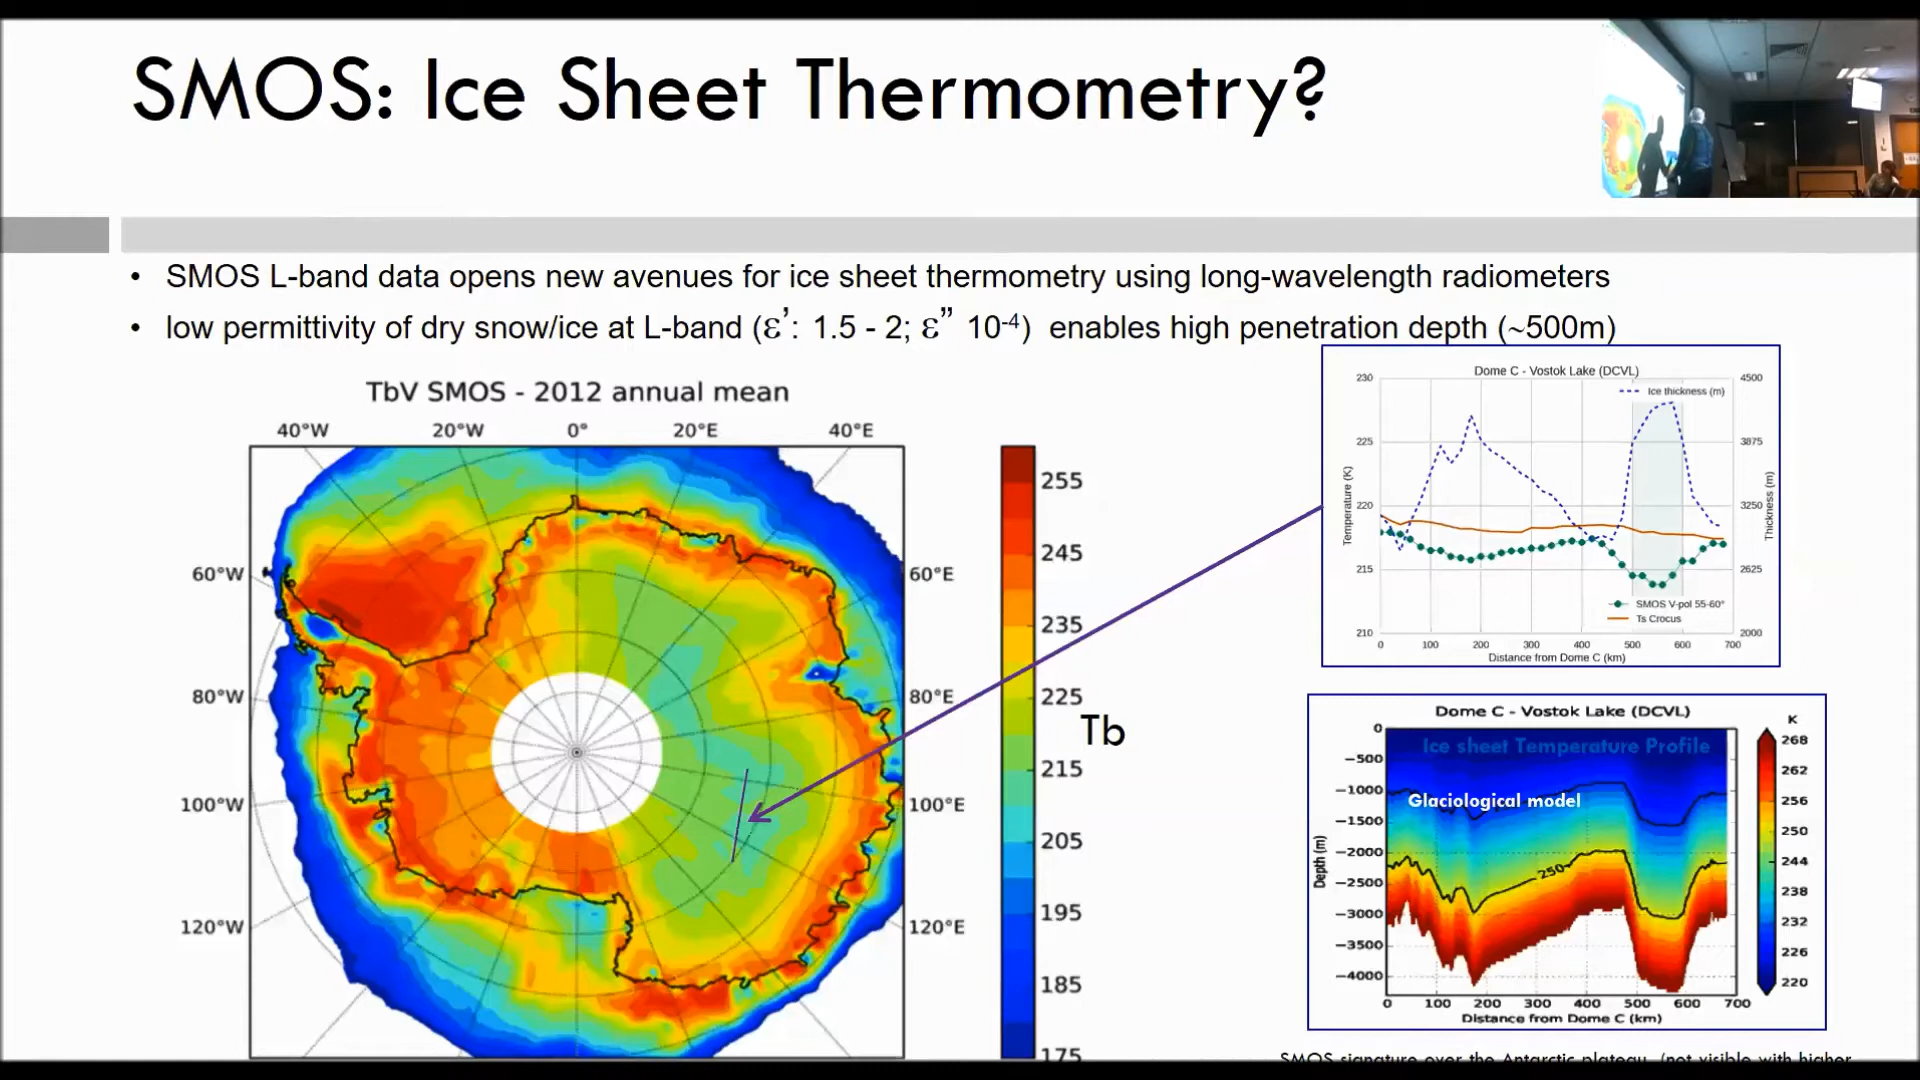 SMOS: Ice Sheet Thermometry?
• SMOS L-band data opens new avenues for ice sheet thermometry using long-wavelength radiometers
• low permittivity of dry snow/ice at L-band (ε’: 1.5 - 2; ε” 10-4) enables high penetration depth (~500m)
TbV SMOS - 2012 annual mean
40°W 20°W 0° 20°E 40°E
60°W 60°E
80°W 80°E
100°W 100°E
120°W 120°E
255
245
235
225
215
205
195
185
175
Tb
Dome C - Vostok Lake (DCVL)
Ice thickness (m)
230 4500
225 3875
220 3250
215 2625
210 2000
Temperature (K)
Thickness (m)
SMOS V-pol 55-60°
Ts Crocus
0 100 200 300 400 500 600 700
Distance from Dome C (km)
Dome C - Vostok Lake (DCVL)
K
Ice sheet Temperature Profile
Glaciological model
250
0
−500
−1000
−1500
−2000
−2500
−3000
−3500
−4000
Depth (m)
268
262
256
250
244
238
232
226
220
0 100 200 300 400 500 600 700
Distance from Dome C (km)
SMOS signature over the Antarctic plateau (not visible with higher